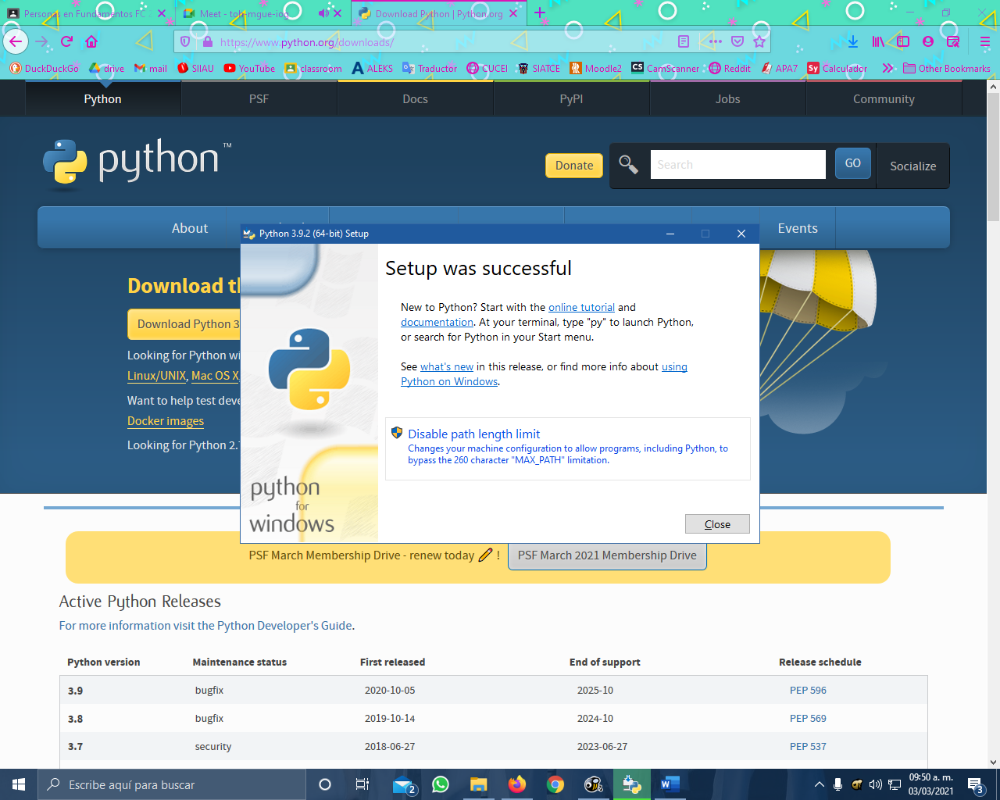 Personas en Fundamentos FC
Meet - toh-mgue-iog
Download Python | Python.org
https://www.python.org/downloads/
DuckDuckGo
drive
mail
SIIAU
YouTube
classroom
ALEKS
Traductor
CUCEI
SIATCE
Moodle2
CamScanner
Reddit
APA7
Calculador
Other Bookmarks
Python
PSF
Docs
PyPI
Jobs
Community
python™
Donate
Search
GO
Socialize
About
Events
Python 3.9.2 (64-bit) Setup
Setup was successful
New to Python? Start with the online tutorial and
documentation. At your terminal, type "py" to launch Python,
or search for Python in your Start menu.
See what's new in this release, or find more info about using
Python on Windows.
Disable path length limit
Changes your machine configuration to allow programs, including Python, to
bypass the 260 character "MAX_PATH" limitation.
python
for
windows
Close
Download th
Download Python 3
Looking for Python wi
Linux/UNIX, Mac OS X
Want to help test deve
Docker images
Looking for Python 2.
PSF March Membership Drive - renew today !
PSF March 2021 Membership Drive
Active Python Releases
For more information visit the Python Developer's Guide.
Python version Maintenance status First released End of support Release schedule
3.9 bugfix 2020-10-05 2025-10 PEP 596
3.8 bugfix 2019-10-14 2024-10 PEP 569
3.7 security 2018-06-27 2023-06-27 PEP 537
Escribe aquí para buscar
2
09:50 a. m.
03/03/2021
3